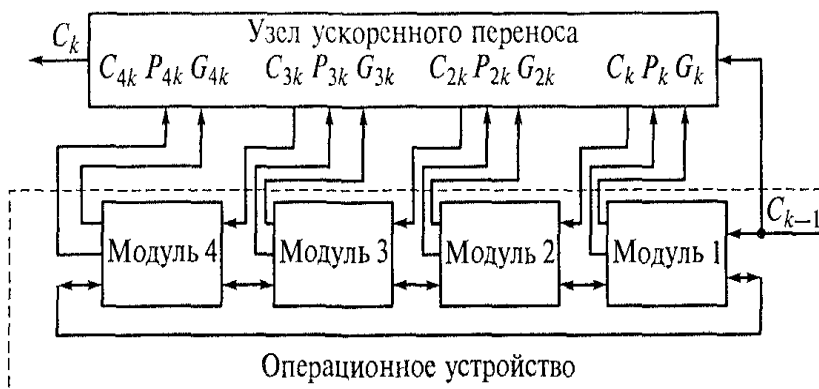 Узел ускоренного переноса
C_k
C_{4k} P_{4k} G_{4k} C_{3k} P_{3k} G_{3k} C_{2k} P_{2k} G_{2k} C_k P_k G_k
C_{k−1}
Модуль 4 Модуль 3 Модуль 2 Модуль 1
Операционное устройство